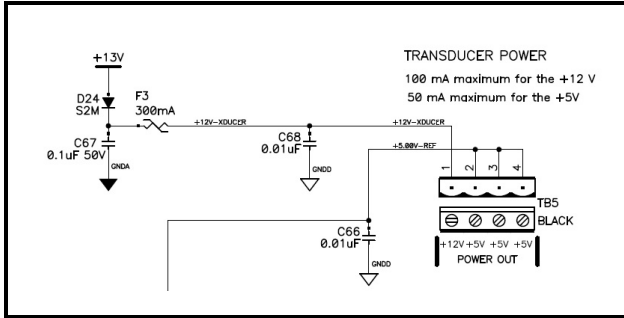 +13V
TRANSDUCER POWER
100 mA maximum for the +12 V
50 mA maximum for the +5V
D24
S2M
F3
300mA
+12V-XDUCER
+12V-XDUCER
C67
0.1uF 50V
GNDA
C68
0.01uF
GNDD
+5.00V-REF
1
2
3
4
TB5
BLACK
C66
0.01uF
GNDD
+12V +5V +5V +5V
POWER OUT